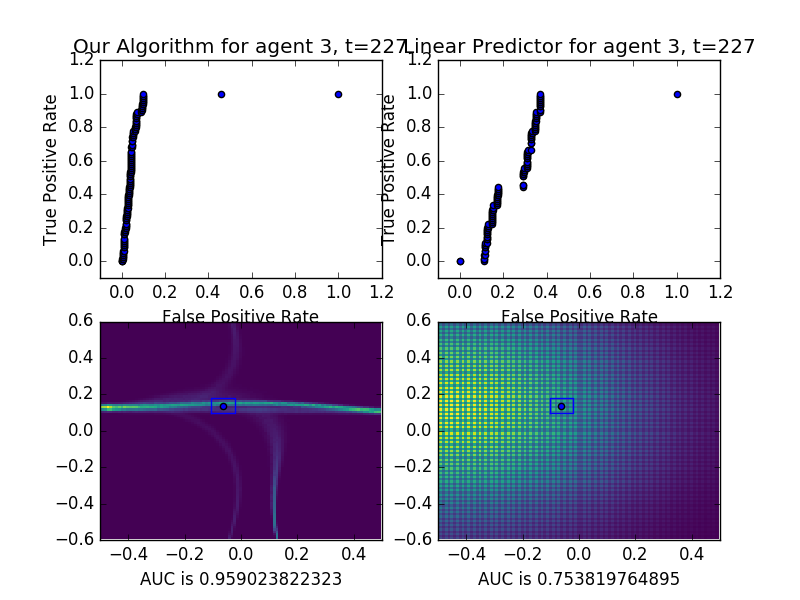 Our Algorithm for agent 3, t=227
Linear Predictor for agent 3, t=227
1.2
1.0
0.8
0.6
0.4
0.2
0.0
True Positive Rate
0.0 0.2 0.4 0.6 0.8 1.0 1.2
False Positive Rate
1.2
1.0
0.8
0.6
0.4
0.2
0.0
True Positive Rate
0.0 0.2 0.4 0.6 0.8 1.0 1.2
False Positive Rate
0.6
0.4
0.2
0.0
−0.2
−0.4
−0.6
−0.4 −0.2 0.0 0.2 0.4
AUC is 0.959023822323
0.6
0.4
0.2
0.0
−0.2
−0.4
−0.6
−0.4 −0.2 0.0 0.2 0.4
AUC is 0.753819764895